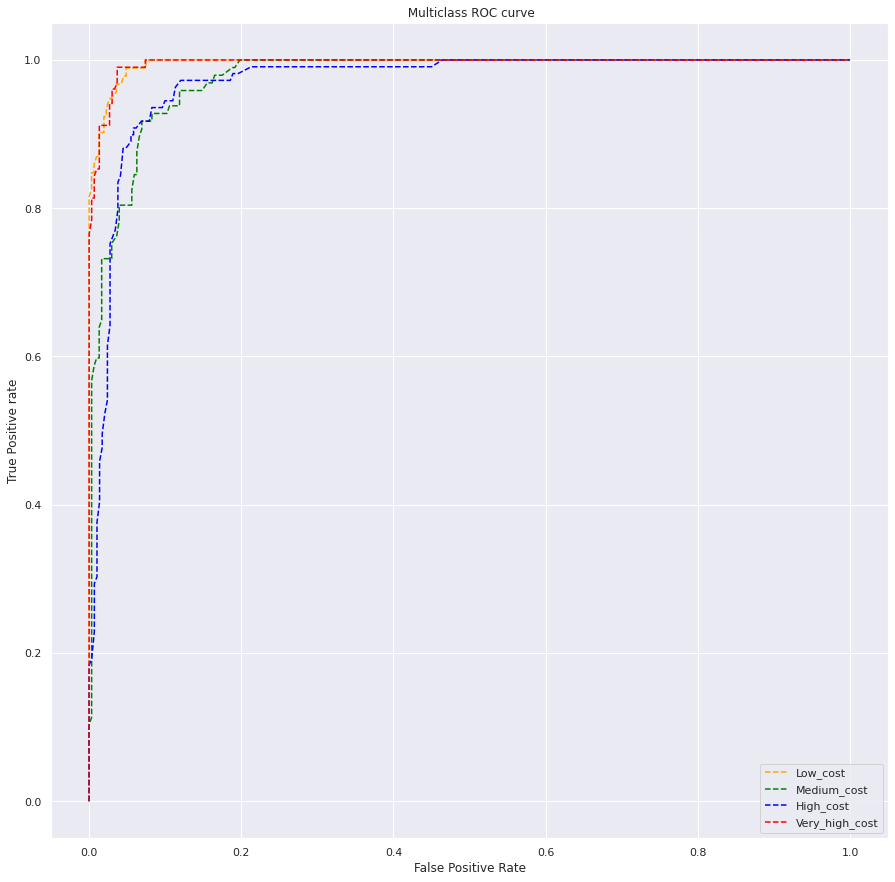 Multiclass ROC curve
True Positive rate
1.0
0.8
0.6
0.4
0.2
0.0
0.0 0.2 0.4 0.6 0.8 1.0
False Positive Rate
Low_cost
Medium_cost
High_cost
Very_high_cost